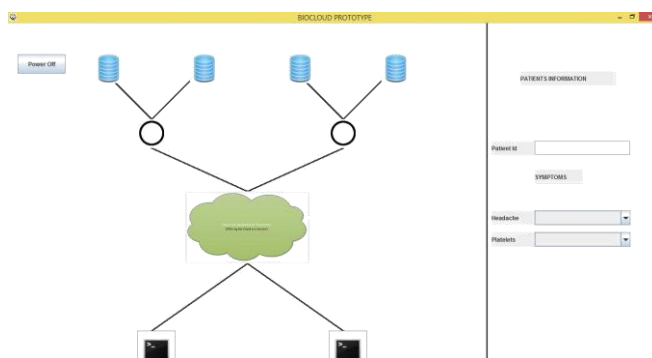 BIOCLOUD PROTOTYPE
Power Off
PATIENTS INFORMATION
Patient Id
SYMPTOMS
Headache
Platelets
>_
>_